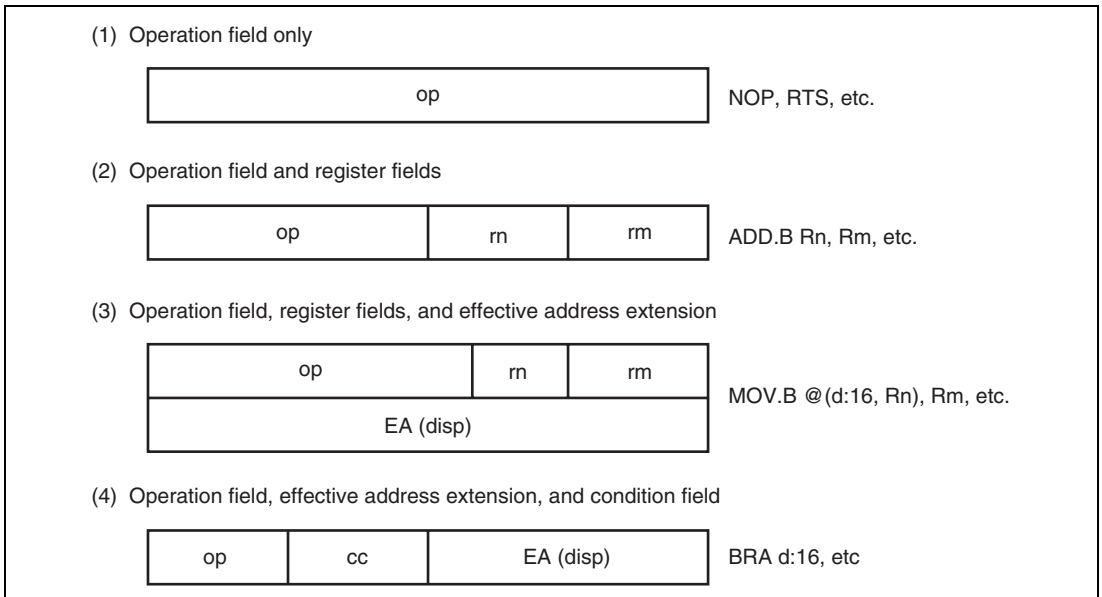 (1) Operation field only
op
NOP, RTS, etc.
(2) Operation field and register fields
op rn rm
ADD.B Rn, Rm, etc.
(3) Operation field, register fields, and effective address extension
op rn rm
EA (disp)
MOV.B @(d:16, Rn), Rm, etc.
(4) Operation field, effective address extension, and condition field
op cc EA (disp)
BRA d:16, etc